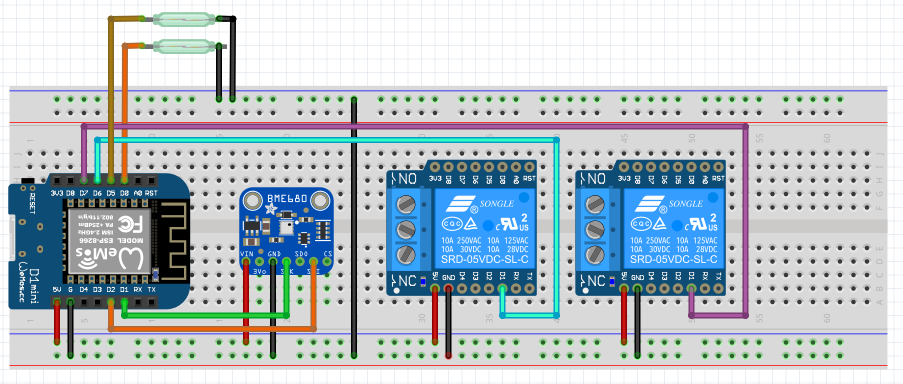 3V3 D8 D7 D6 D5 D0 A0 RST
RESET
MODEL ESP-8266
ISM 2.4GHz
PA +25dBm
802.11b/g/n
FC
WeMos
D1 mini
WeMos.cc
5V G D4 D3 D2 D1 RX TX
BME680
VIN 3Vo GND SCK SDO SDI CS
3V3 D8 D7 D6 D5 D0 A0 RST
NO
SONGLE
CQC c RU US 2
10A 250VAC 10A 125VAC
10A 30VDC 10A 28VDC
SRD-05VDC-SL-C
NC
5V GND D4 D3 D2 D1 RX TX
3V3 D8 D7 D6 D5 D0 A0 RST
NO
SONGLE
CQC c RU US 2
10A 250VAC 10A 125VAC
10A 30VDC 10A 28VDC
SRD-05VDC-SL-C
NC
5V GND D4 D3 D2 D1 RX TX